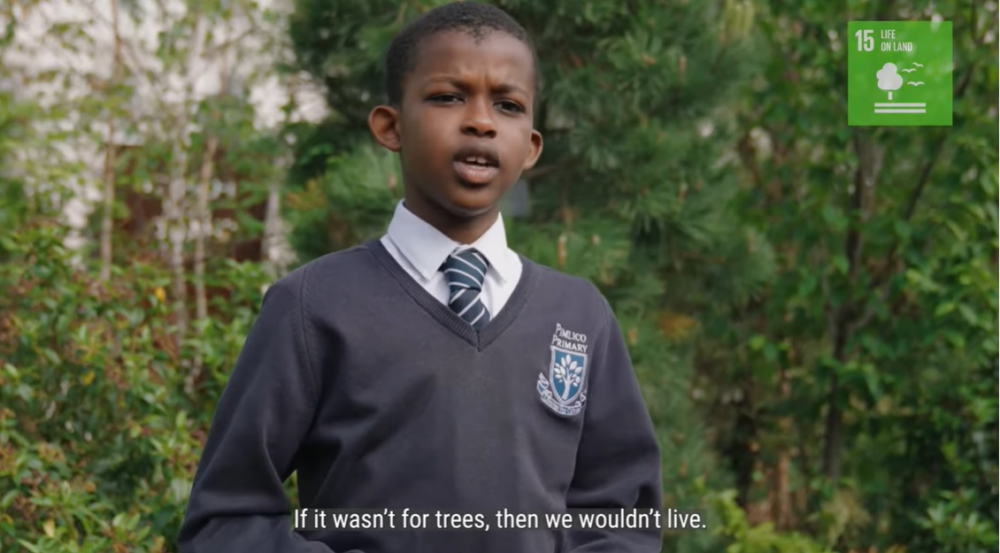 15 LIFE
ON LAND
PIMLICO
PRIMARY
If it wasn't for trees, then we wouldn't live.